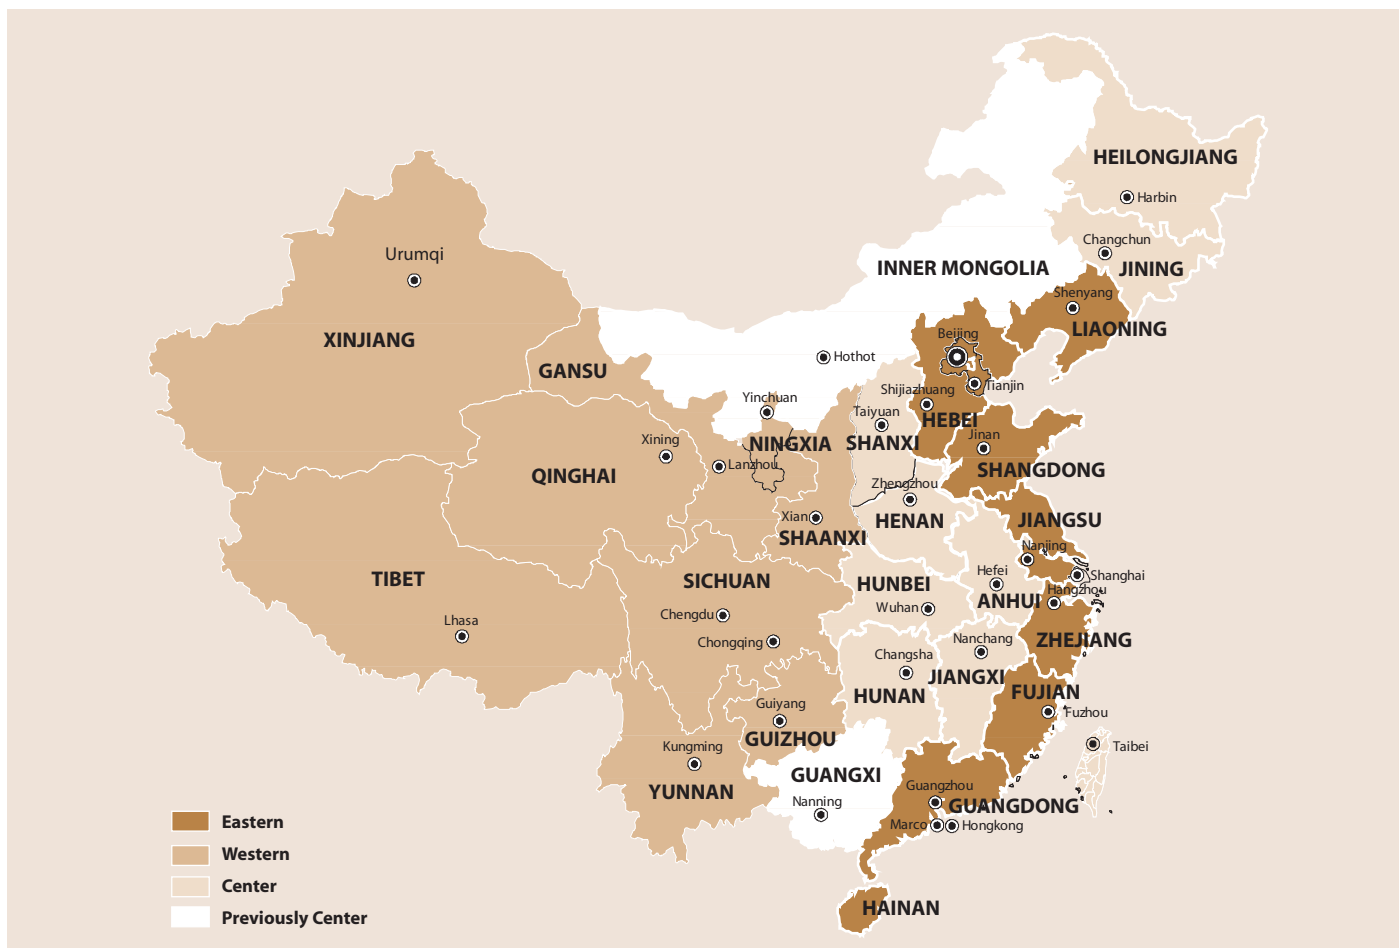 HEILONGJIANG
Harbin
Changchun
JINING
INNER MONGOLIA
Urumqi
Shenyang
LIAONING
XINJIANG
Beijing
Hothot
GANSU
Tianjin
Shijiazhuang
Yinchuan
Taiyuan
HEBEI
Jinan
NINGXIA
SHANXI
Xining
Lanzhou
SHANGDONG
QINGHAI
Zhengzhou
Xian
HENAN
JIANGSU
SHAANXI
Nanjing
TIBET
SICHUAN
HUNBEI
Hefei
Shanghai
Hangzhou
ANHUI
Wuhan
Chengdu
Lhasa
Chongqing
Nanchang
ZHEJIANG
Changsha
JIANGXI
HUNAN
FUJIAN
Guiyang
Fuzhou
GUIZHOU
Kungming
Taibei
GUANGXI
YUNNAN
Guangzhou
Nanning
GUANGDONG
Marco
Hongkong
HAINAN
Eastern
Western
Center
Previously Center